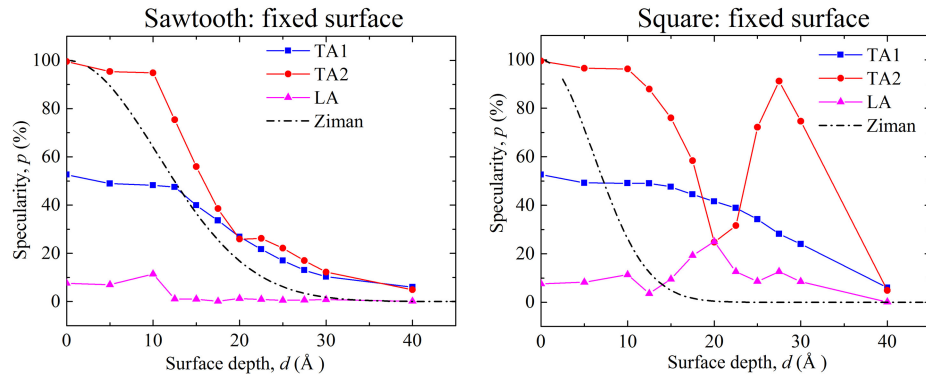 Sawtooth: fixed surface
100
80
60
40
20
0
Specularity, p (%)
TA1
TA2
LA
Ziman
0 10 20 30 40
Surface depth, d (Å )
Square: fixed surface
100
80
60
40
20
0
Specularity, p (%)
TA1
TA2
LA
Ziman
0 10 20 30 40
Surface depth, d (Å )